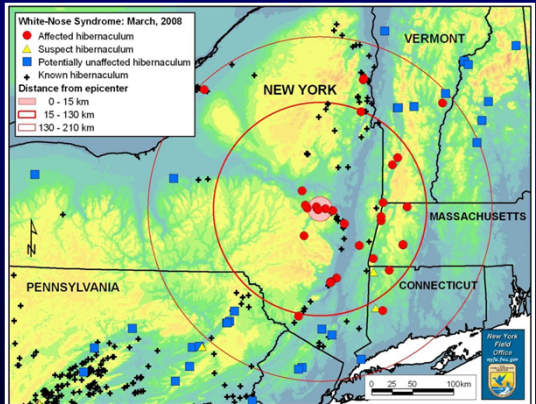 White-Nose Syndrome: March, 2008
Affected hibernaculum
Suspect hibernaculum
Potentially unaffected hibernaculum
Known hibernaculum
Distance from epicenter
0 - 15 km
15 - 130 km
130 - 210 km
VERMONT
NEW YORK
MASSACHUSETTS
N
PENNSYLVANIA
CONNECTICUT
New York
Field
Office
0 25 50 100km